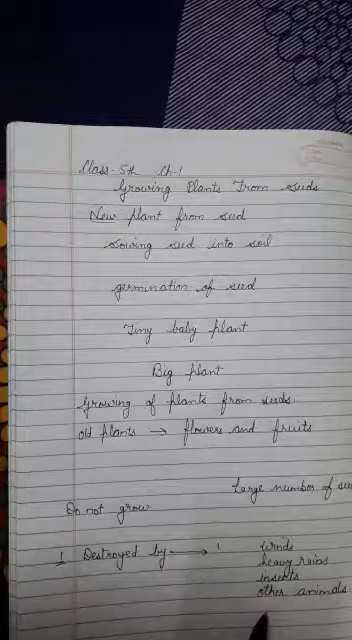 Class-5th Ch-1
Growing Plants From seeds
New plant from seed
sowing seed into soil
germination of seed
Tiny baby plant
Big plant
Growing of plants from seeds.
old plants → flowers and fruits
Large number of
Do not grow
1 Destroyed by → 1 winds
heavy rains
insects
other animals